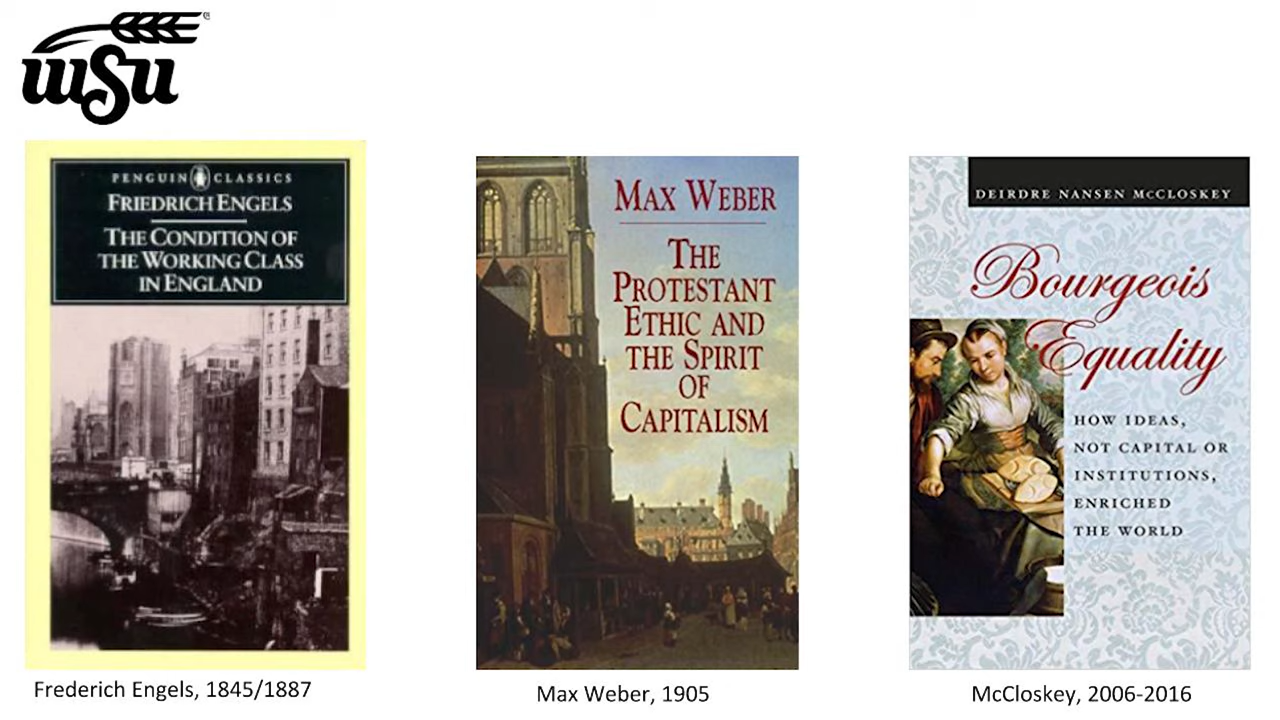 WSU
PENGUIN CLASSICS
FRIEDRICH ENGELS
THE CONDITION OF
THE WORKING CLASS
IN ENGLAND
Frederich Engels, 1845/1887
MAX WEBER
THE
PROTESTANT
ETHIC AND
THE SPIRIT
OF
CAPITALISM
Max Weber, 1905
DEIRDRE NANSEN McCLOSKEY
Bourgeois
Equality
HOW IDEAS,
NOT CAPITAL OR
INSTITUTIONS,
ENRICHED
THE WORLD
McCloskey, 2006-2016